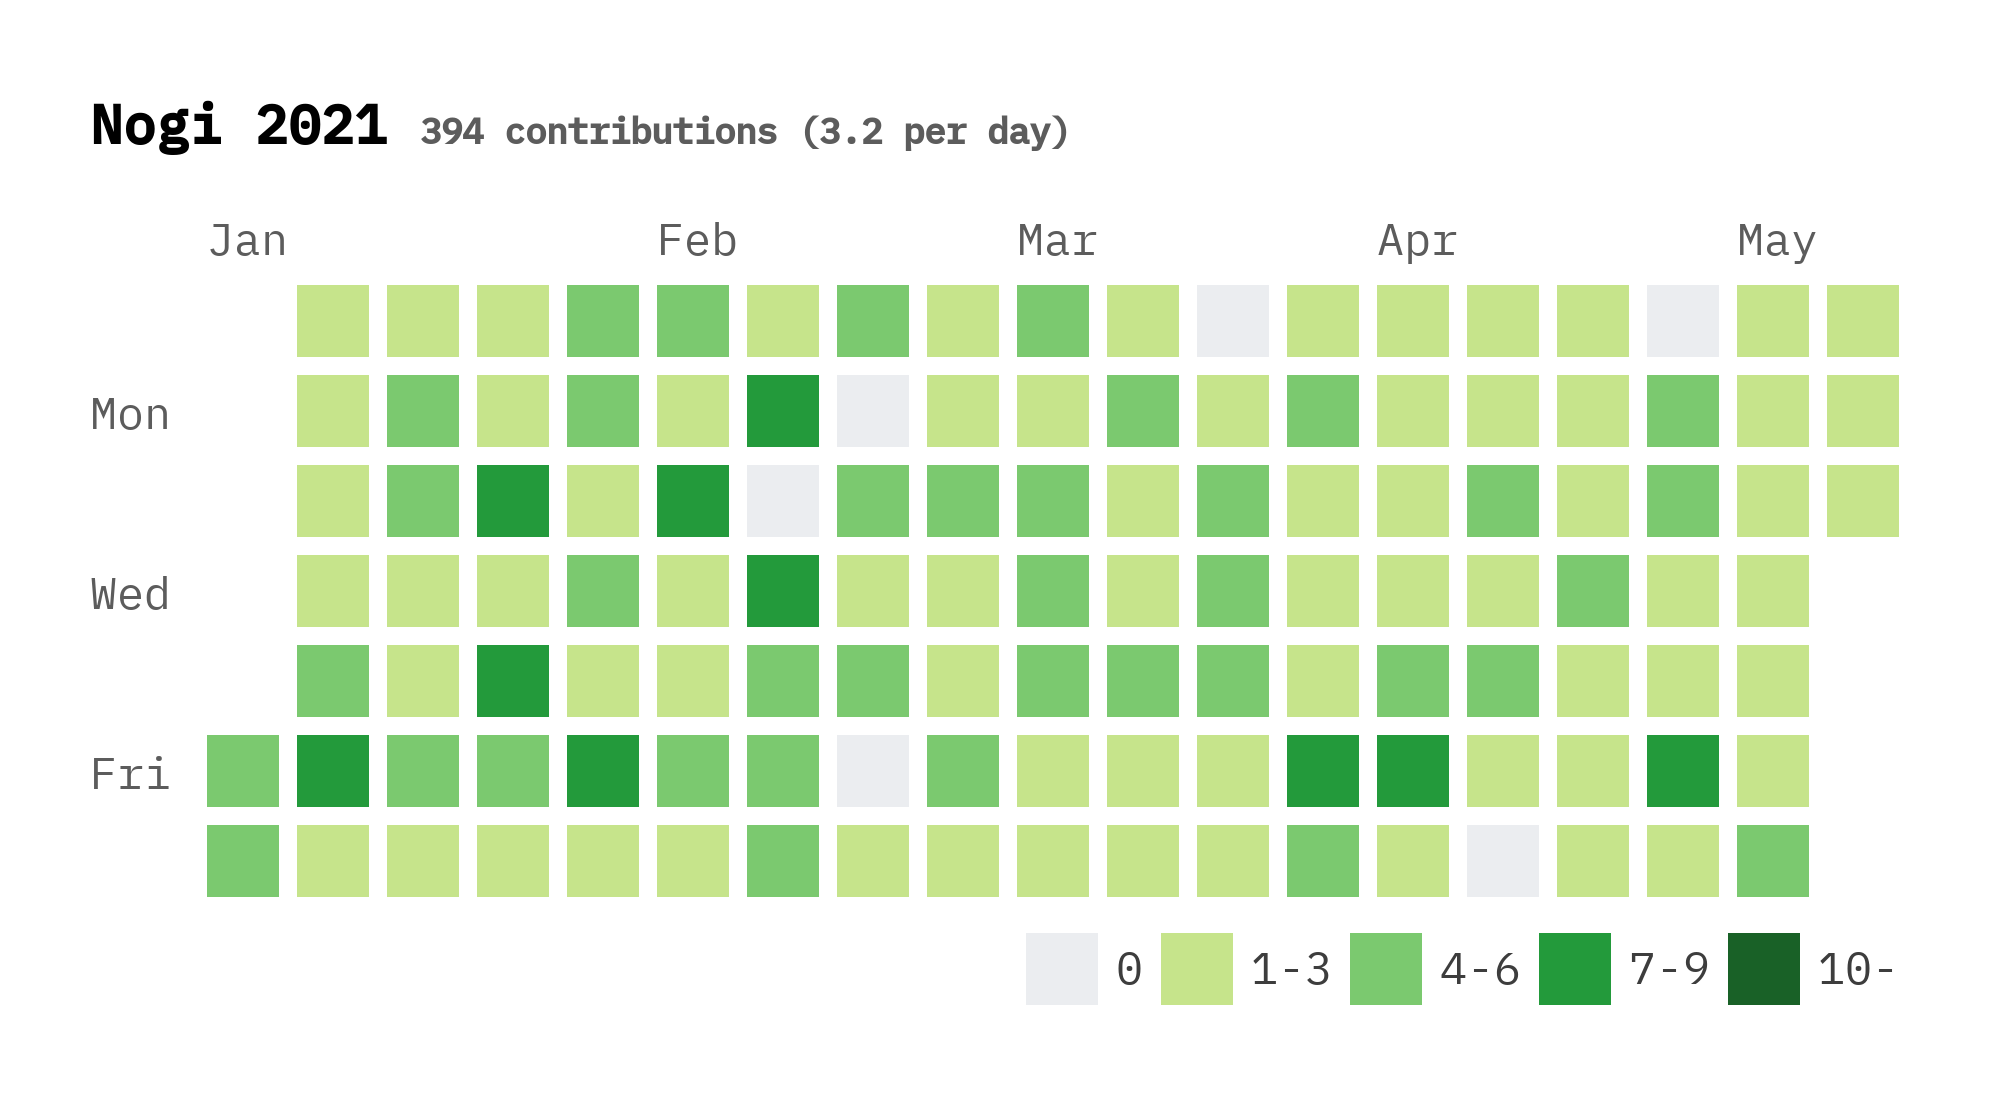 Nogi 2021 394 contributions (3.2 per day)
Jan Feb Mar Apr May
Mon
Wed
Fri
0 1-3 4-6 7-9 10-